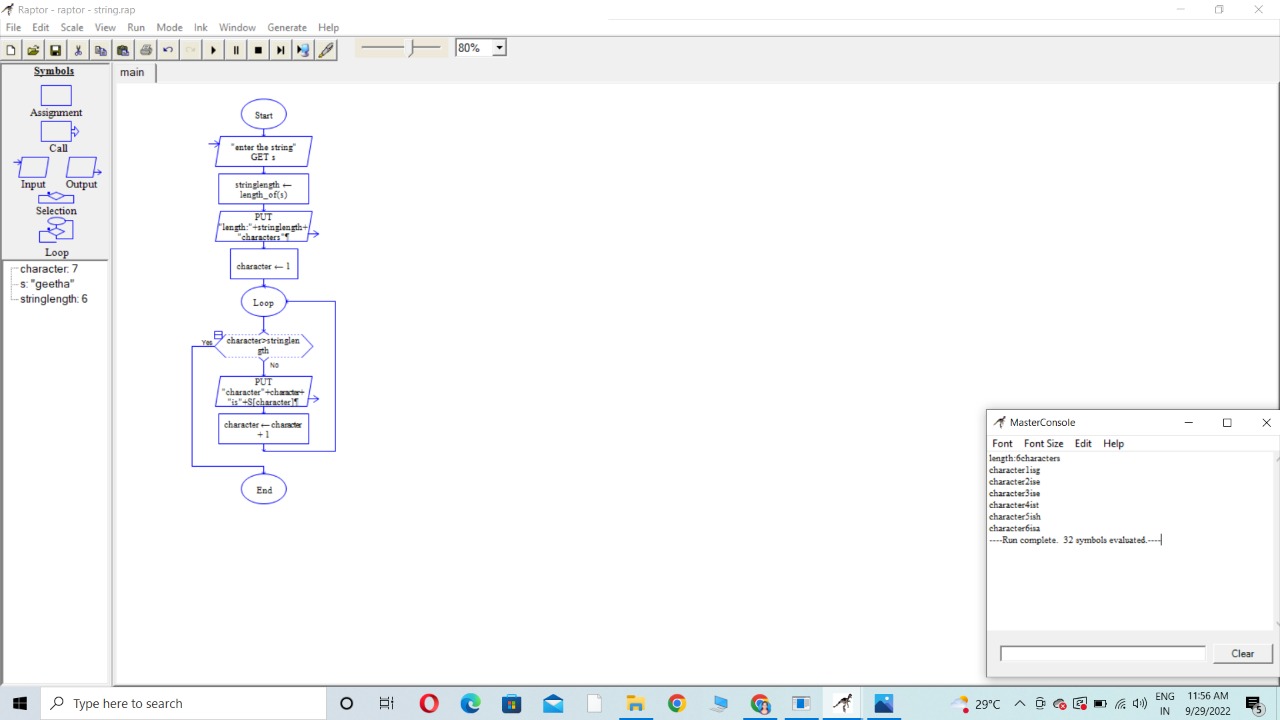 Raptor - raptor - string.rap
File Edit Scale View Run Mode Ink Window Generate Help
80%
Symbols
main
Assignment
Call
Input Output
Selection
Loop
character: 7
s: "geetha"
stringlength: 6
Start
"enter the string"
GET s
stringlength ←
length_of(s)
PUT
"length:"+stringlength+
"characters"¶
character ← 1
Loop
Yes
character>stringlen
gth
No
PUT
"character"+character+
"is"+S[character]¶
character ← character
+ 1
End
MasterConsole
Font Font Size Edit Help
length:6characters
character1isg
character2ise
character3ise
character4ist
character5ish
character6isa
----Run complete. 32 symbols evaluated.----
Clear
Type here to search
29°C
ENG
IN
11:56 AM
9/29/2022
5